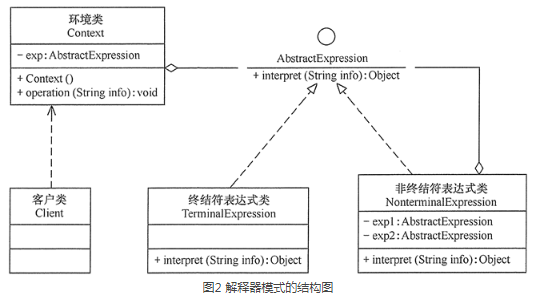 环境类
Context
- exp: AbstractExpression
+ Context ()
+ operation (String info): void
AbstractExpression
+ interpret (String info): Object
客户类
Client
终结符表达式类
TerminalExpression
+ interpret (String info): Object
非终结符表达式类
NonterminalExpression
- exp1: AbstractExpression
- exp2: AbstractExpression
+ interpret (String info): Object
图2 解释器模式的结构图